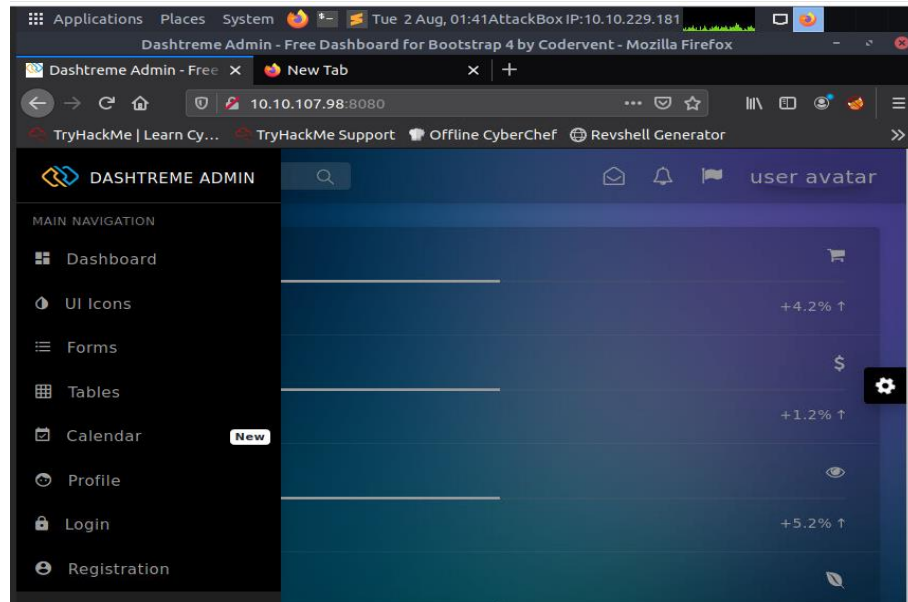 Applications Places System Tue 2 Aug, 01:41AttackBox IP:10.10.229.181
Dashtreme Admin - Free Dashboard for Bootstrap 4 by Codervent - Mozilla Firefox
Dashtreme Admin - Free New Tab
10.10.107.98:8080
TryHackMe | Learn Cy... TryHackMe Support Offline CyberChef Revshell Generator
DASHTREME ADMIN user avatar
MAIN NAVIGATION
Dashboard
+4.2%
UI Icons
Forms
Tables
+1.2%
Calendar New
Profile
Login
+5.2%
Registration